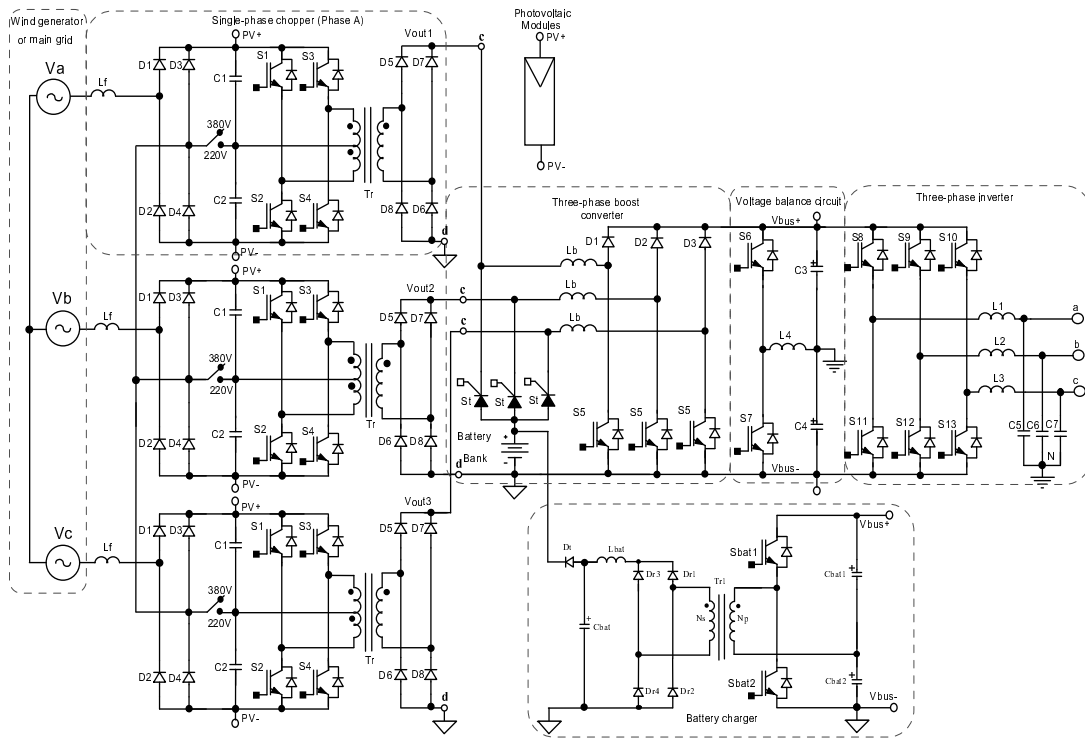 Wind generator
or main grid
Single-phase chopper (Phase A)
Photovoltaic
Modules
PV+
PV-
Va
Lf
D1
D3
PV+
C1
S1
S3
D5
D7
Vout1
c
380V
220V
Tr
D2
D4
C2
S2
S4
D8
D6
d
PV-
Vb
Lf
D1
D3
PV+
C1
S1
S3
D5
D7
Vout2
c
c
380V
220V
Tr
D2
D4
C2
S2
S4
D6
D8
d
PV-
Vc
Lf
D1
D3
PV+
C1
S1
S3
D5
D7
Vout3
380V
220V
Tr
D2
D4
C2
S2
S4
D6
D8
d
PV-
Three-phase boost
converter
D1
D2
D3
Lb
Lb
Lb
St
St
St
Battery
Bank
+
-
S5
S5
S5
Voltage balance circuit
Vbus+
S6
C3
+
L4
S7
C4
+
Vbus-
Three-phase inverter
S8
S9
S10
L1
a
L2
b
L3
c
S11
S12
S13
C5
C6
C7
N
Dt
Lbat
Dr3
Dr1
Tr1
Cbat
+
Ns
Np
Dr4
Dr2
Sbat1
Sbat2
Vbus+
Cbat1
+
Cbat2
+
Vbus-
Battery charger